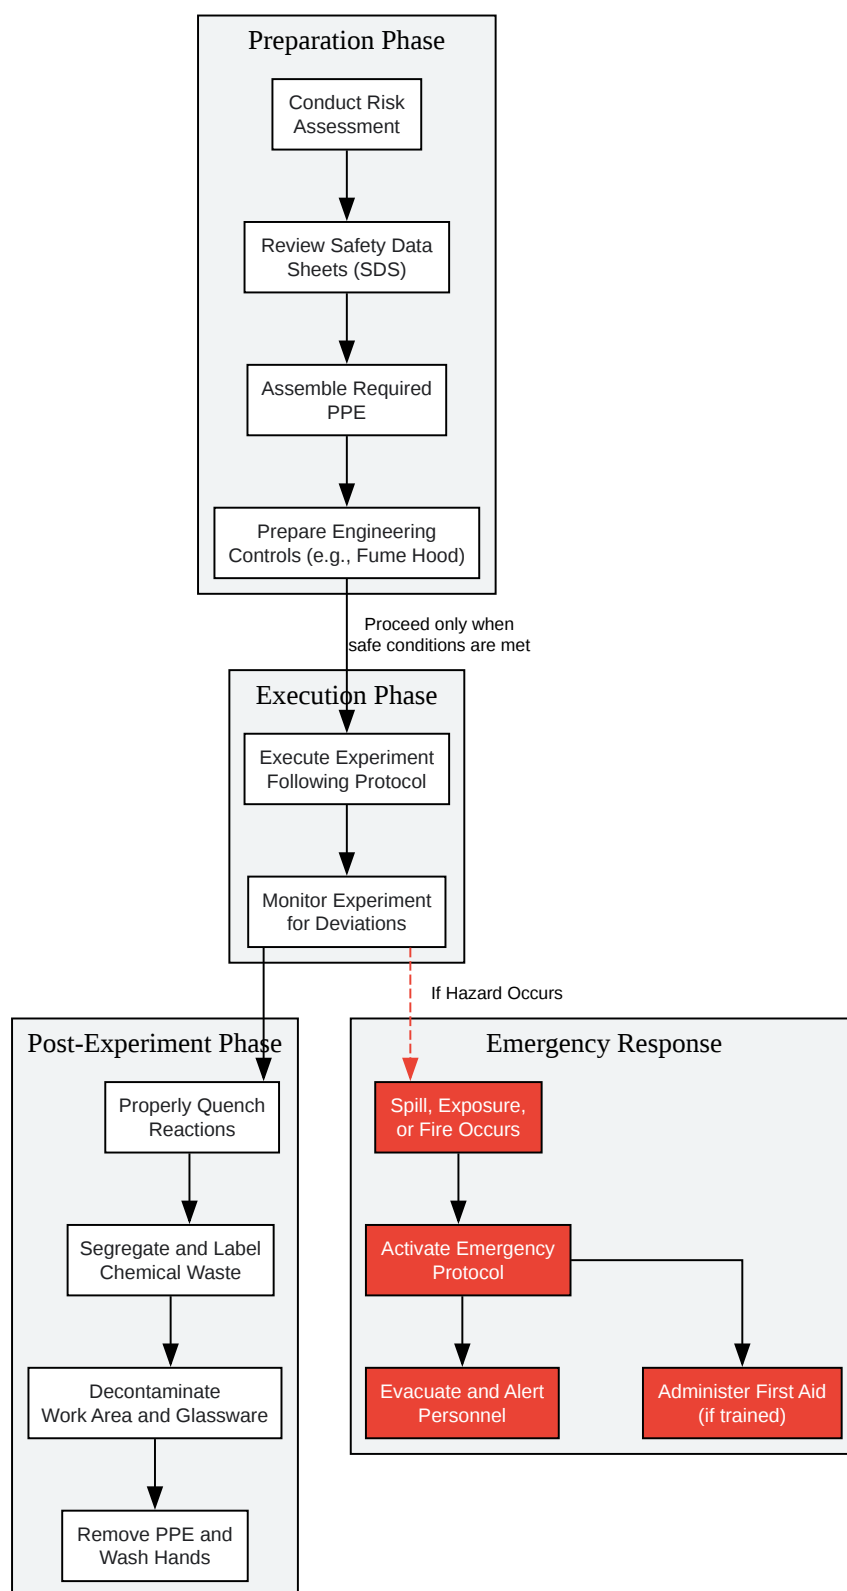 Preparation Phase
Conduct Risk
Assessment
Review Safety Data
Sheets (SDS)
Assemble Required
PPE
Prepare Engineering
Controls (e.g., Fume Hood)
Proceed only when
safe conditions are met
Execution Phase
Execute Experiment
Following Protocol
Monitor Experiment
for Deviations
If Hazard Occurs
Post-Experiment Phase
Properly Quench
Reactions
Segregate and Label
Chemical Waste
Decontaminate
Work Area and Glassware
Remove PPE and
Wash Hands
Emergency Response
Spill, Exposure,
or Fire Occurs
Activate Emergency
Protocol
Evacuate and Alert
Personnel
Administer First Aid
(if trained)